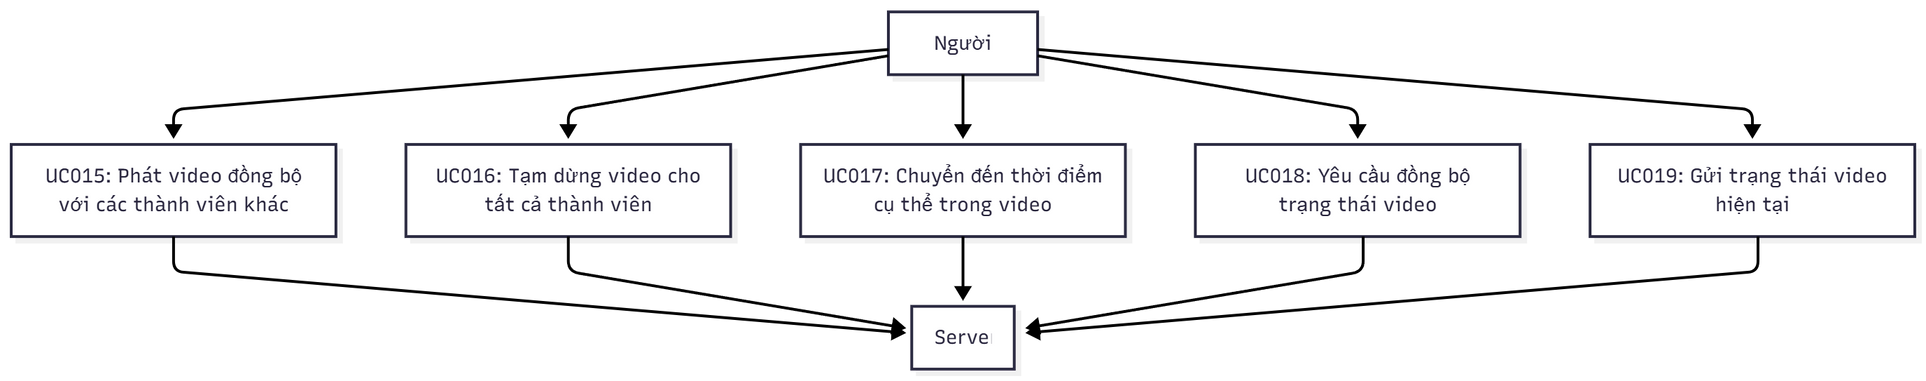 Người
UC015: Phát video đồng bộ
với các thành viên khác
UC016: Tạm dừng video cho
tất cả thành viên
UC017: Chuyển đến thời điểm
cụ thể trong video
UC018: Yêu cầu đồng bộ
trạng thái video
UC019: Gửi trạng thái video
hiện tại
Server